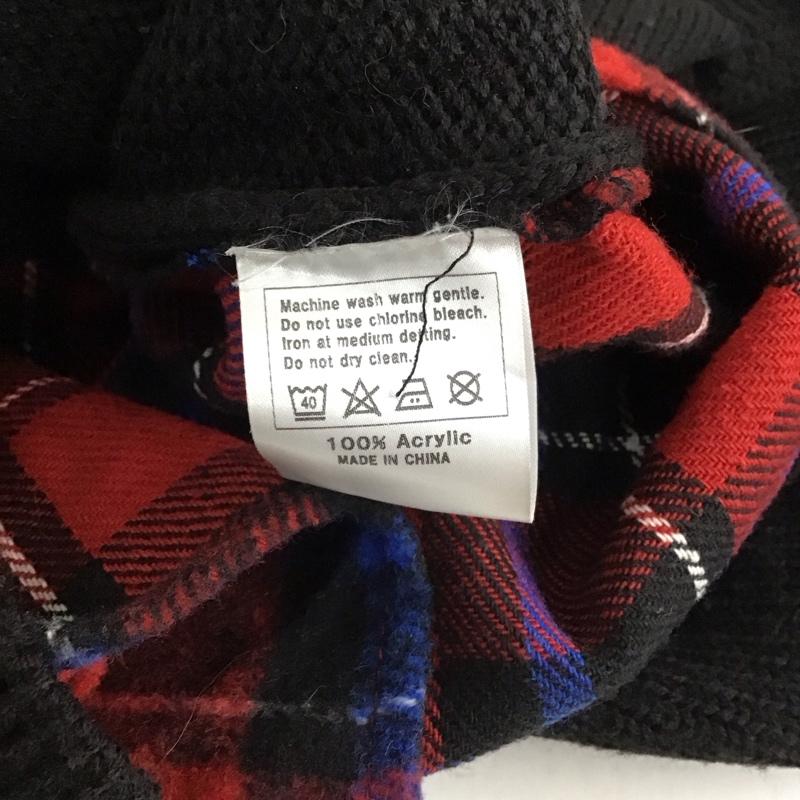 Machine wash warm gentle.
Do not use chlorine bleach.
Iron at medium detting.
Do not dry clean.
40
100% Acrylic
MADE IN CHINA